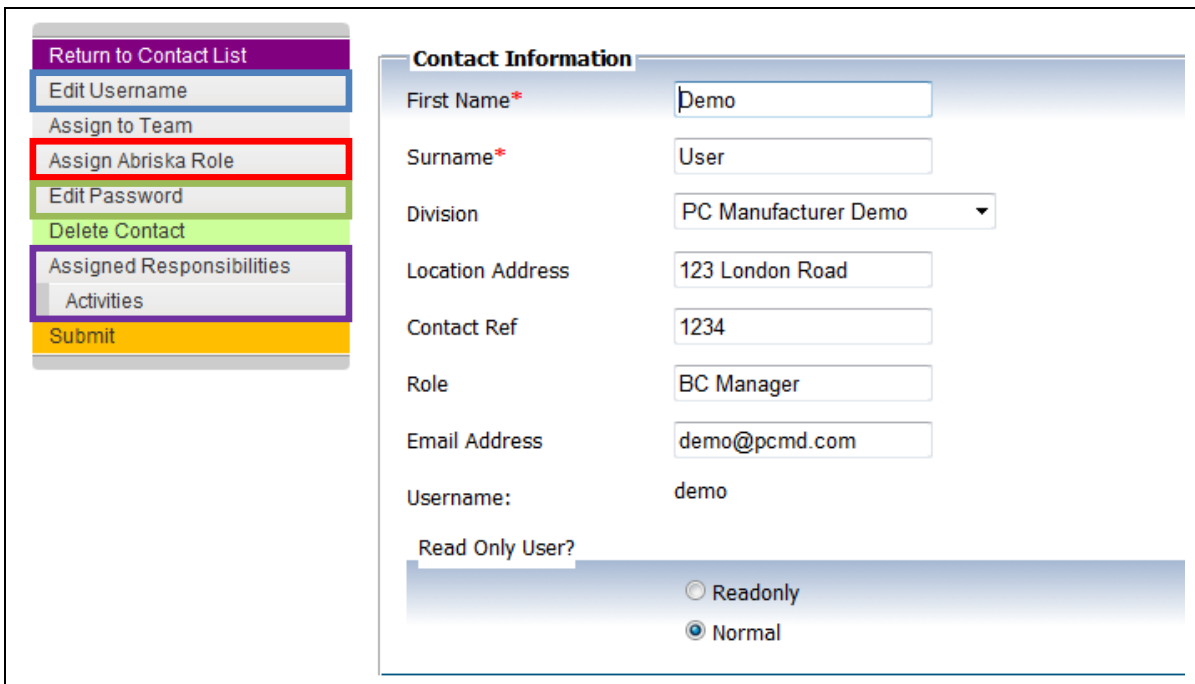 Return to Contact List
Edit Username
Assign to Team
Assign Abriska Role
Edit Password
Delete Contact
Assigned Responsibilities
Activities
Submit
Contact Information
First Name* Demo
Surname* User
Division PC Manufacturer Demo
Location Address 123 London Road
Contact Ref 1234
Role BC Manager
Email Address demo@pcmd.com
Username: demo
Read Only User?
Readonly
Normal